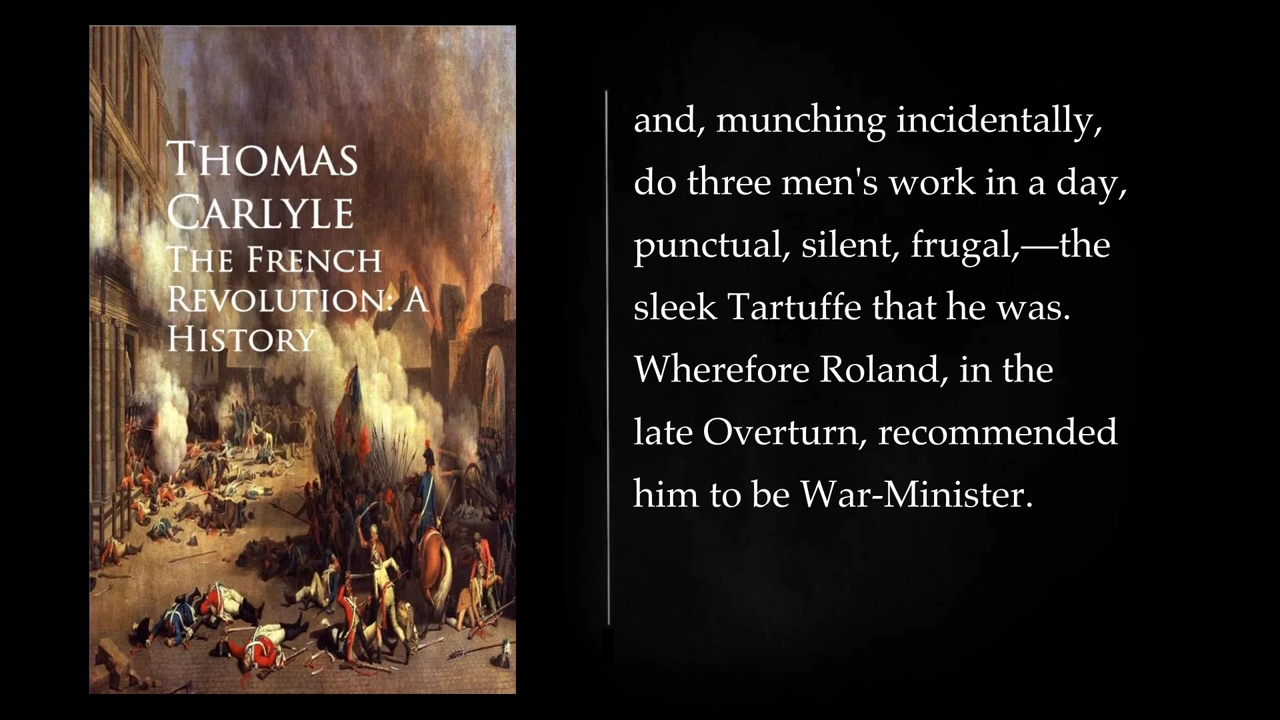 THOMAS
CARLYLE
THE FRENCH
REVOLUTION: A
HISTORY
and, munching incidentally,
do three men's work in a day,
punctual, silent, frugal,—the
sleek Tartuffe that he was.
Wherefore Roland, in the
late Overturn, recommended
him to be War-Minister.